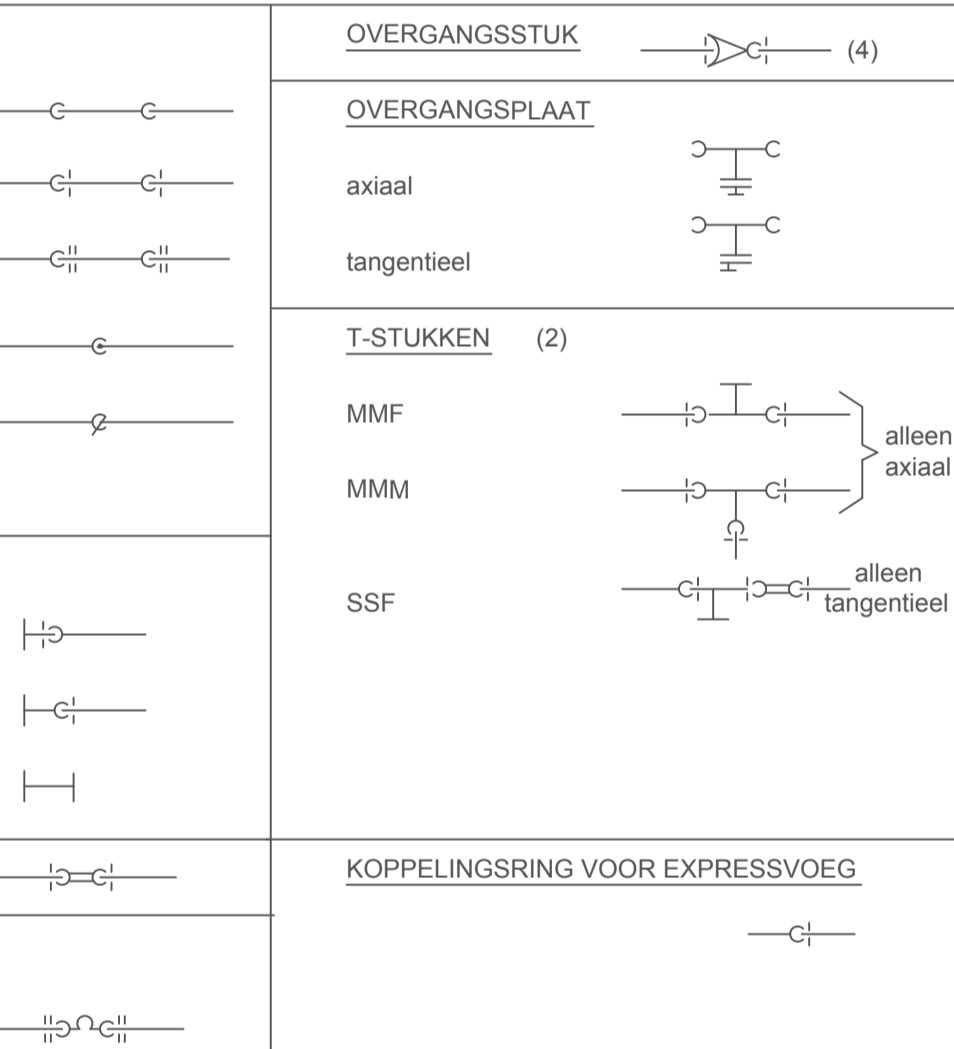 OVERGANGSSTUK (4)
OVERGANGSPLAAT
axiaal
tangentieel
T-STUKKEN (2)
MMF
alleen
axiaal
MMM
SSF
alleen
tangentieel
KOPPELINGSRING VOOR EXPRESSVOEG